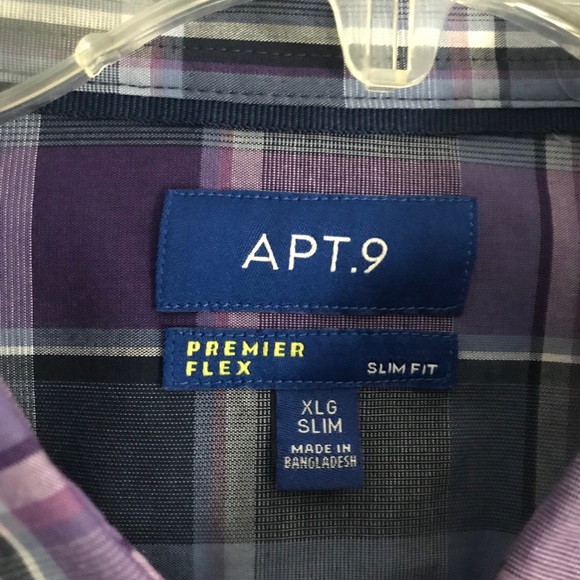 APT.9
PREMIER
FLEX
SLIM FIT
XLG
SLIM
MADE IN
BANGLADESH